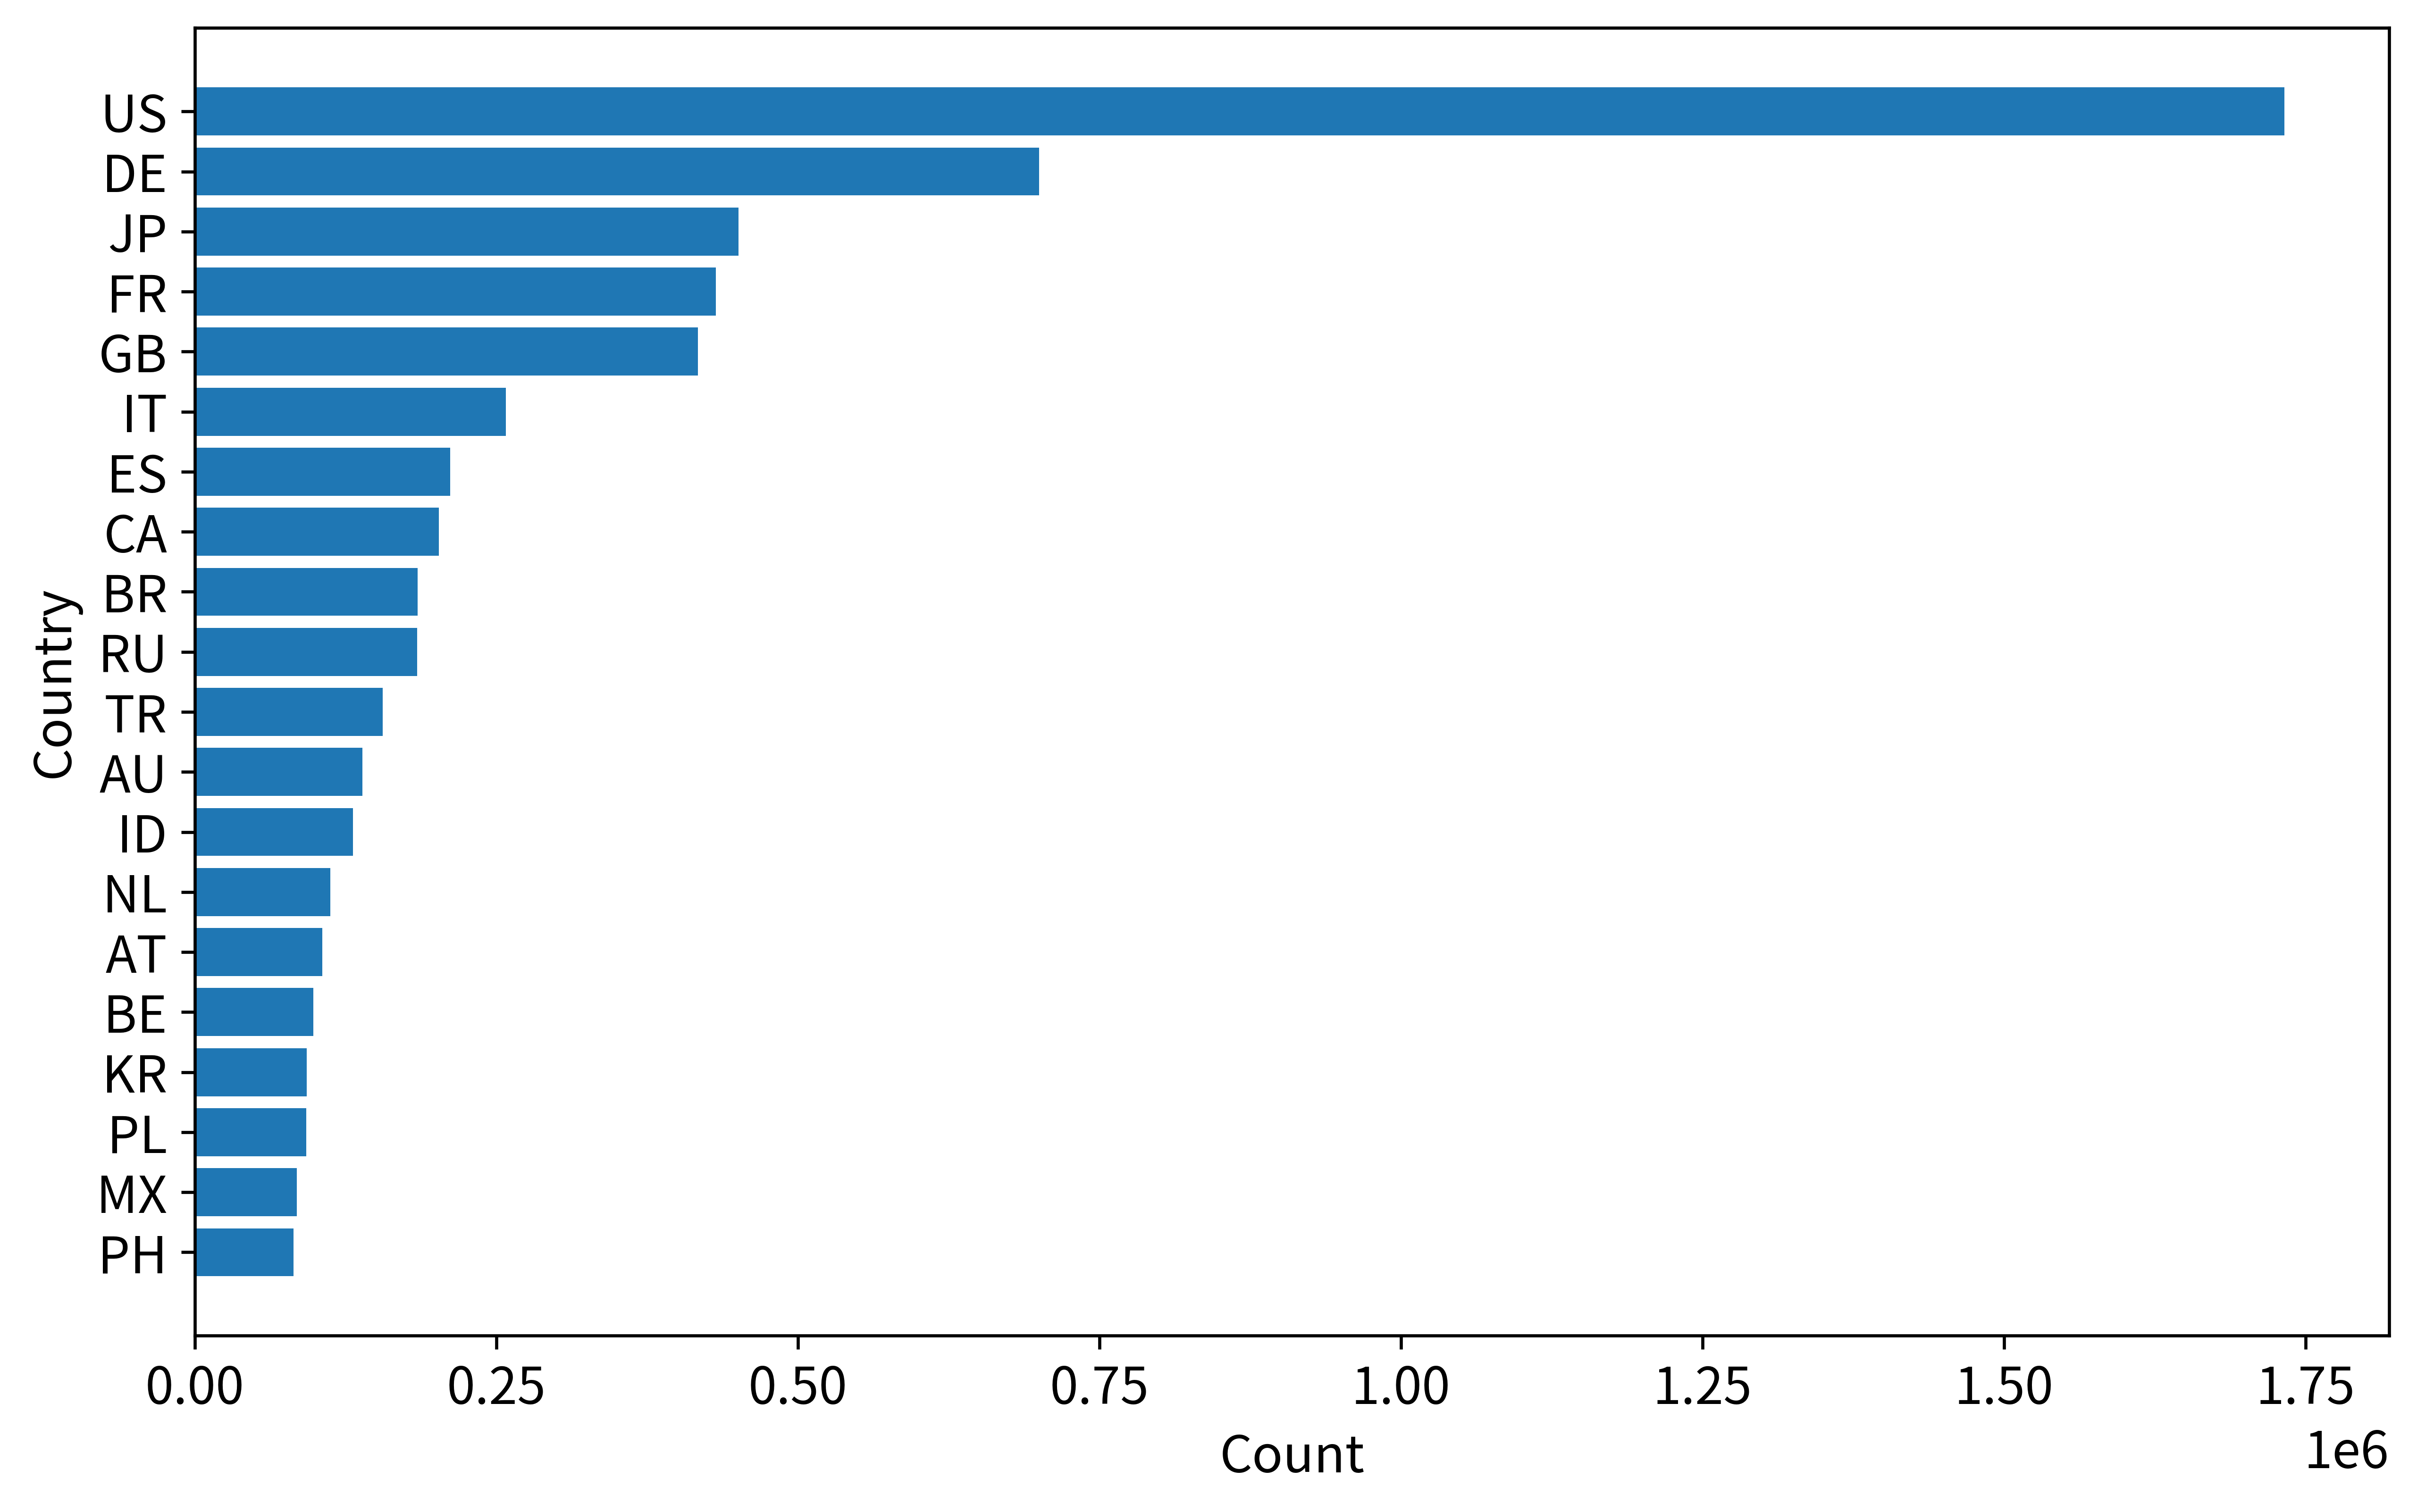 US
DE
JP
FR
GB
IT
ES
CA
BR
RU
TR
AU
ID
NL
AT
BE
KR
PL
MX
PH
Country
0.00 0.25 0.50 0.75 1.00 1.25 1.50 1.75
Count
1e6